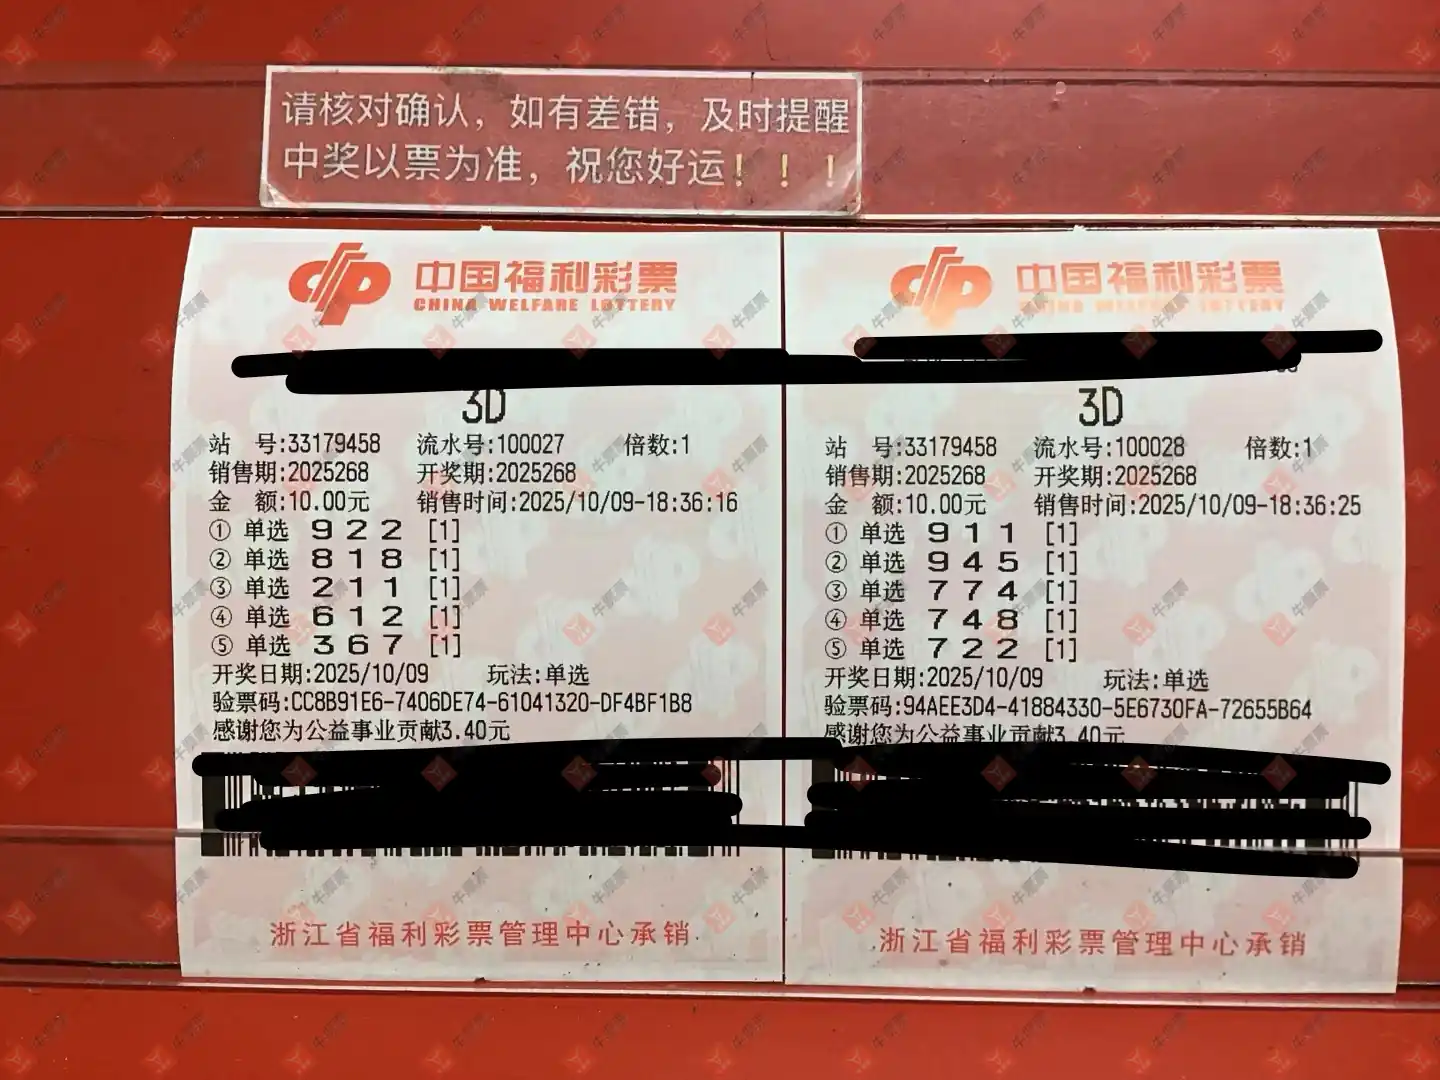 请核对确认，如有差错，及时提醒
中奖以票为准，祝您好运！！！
中国福利彩票
CHINA WELFARE LOTTERY
3D
站 号:33179458 流水号:100027 倍数:1
销售期:2025268 开奖期:2025268
金 额:10.00元 销售时间:2025/10/09-18:36:16
① 单选 9 2 2 [1]
② 单选 8 1 8 [1]
③ 单选 2 1 1 [1]
④ 单选 6 1 2 [1]
⑤ 单选 3 6 7 [1]
开奖日期:2025/10/09 玩法:单选
验票码:CC8B91E6-7406DE74-61041320-DF4BF1B8
感谢您为公益事业贡献3.40元
浙江省福利彩票管理中心承销
中国福利彩票
CHINA WELFARE LOTTERY
3D
站 号:33179458 流水号:100028 倍数:1
销售期:2025268 开奖期:2025268
金 额:10.00元 销售时间:2025/10/09-18:36:25
① 单选 9 1 1 [1]
② 单选 9 4 5 [1]
③ 单选 7 7 4 [1]
④ 单选 7 4 8 [1]
⑤ 单选 7 2 2 [1]
开奖日期:2025/10/09 玩法:单选
验票码:94AEE3D4-41884330-5E6730FA-72655B64
感谢您为公益事业贡献3.40元
浙江省福利彩票管理中心承销